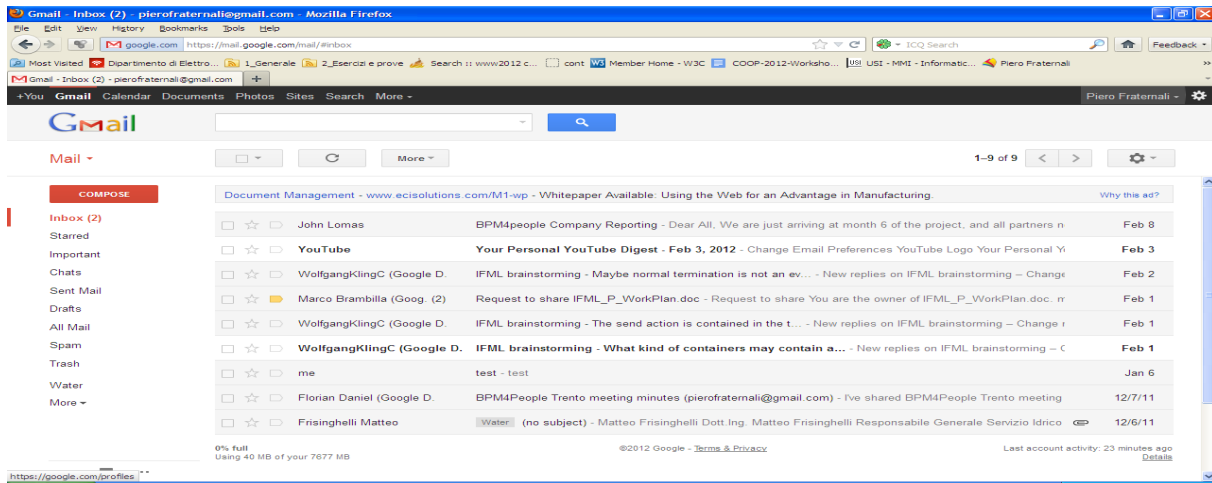 Gmail - Inbox (2) - pierofraternali@gmail.com - Mozilla Firefox
File Edit View History Bookmarks Tools Help
google.com https://mail.google.com/mail/#inbox ICQ Search Feedback
Most Visited Dipartimento di Elettro... 1_Generale 2_Esercizi e prove Search :: www2012 c... cont W3 Member Home - W3C COOP-2012-Worksho... USI USI - MMI - Informatic... Piero Fraternali
Gmail - Inbox (2) - pierofraternali@gmail.com
+You Gmail Calendar Documents Photos Sites Search More Piero Fraternali
Gmail
Mail More 1–9 of 9
COMPOSE
Document Management - www.ecisolutions.com/M1-wp - Whitepaper Available: Using the Web for an Advantage in Manufacturing. Why this ad?
Inbox (2)
Starred
Important
Chats
Sent Mail
Drafts
All Mail
Spam
Trash
Water
More
John Lomas BPM4people Company Reporting - Dear All, We are just arriving at month 6 of the project, and all partners n Feb 8
YouTube Your Personal YouTube Digest - Feb 3, 2012 - Change Email Preferences YouTube Logo Your Personal Feb 3
WolfgangKlingC (Google D. IFML brainstorming - Maybe normal termination is not an ev... - New replies on IFML brainstorming – Change Feb 2
Marco Brambilla (Goog. (2) Request to share IFML_P_WorkPlan.doc - Request to share You are the owner of IFML_P_WorkPlan.doc. Feb 1
WolfgangKlingC (Google D. IFML brainstorming - The send action is contained in the t... - New replies on IFML brainstorming – Change Feb 1
WolfgangKlingC (Google D. IFML brainstorming - What kind of containers may contain a... - New replies on IFML brainstorming – Feb 1
me test - test Jan 6
Florian Daniel (Google D. BPM4People Trento meeting minutes (pierofraternali@gmail.com) - I've shared BPM4People Trento meeting 12/7/11
Frisinghelli Matteo Water (no subject) - Matteo Frisinghelli Dott.Ing. Matteo Frisinghelli Responsabile Generale Servizio Idrico 12/6/11
0% full
Using 40 MB of your 7677 MB
©2012 Google - Terms & Privacy
Last account activity: 23 minutes ago
Details
https://google.com/profiles